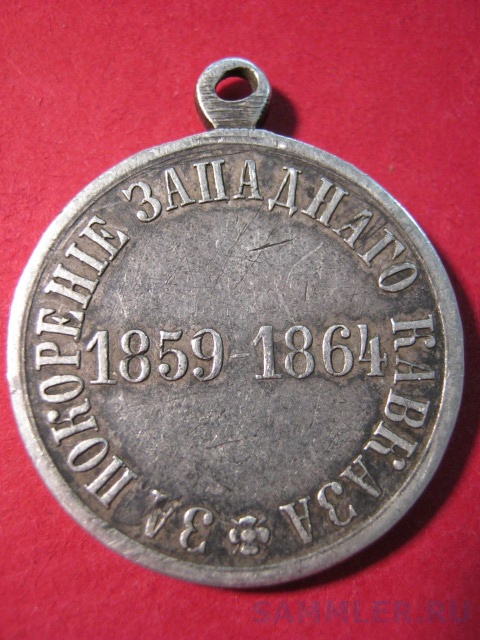 ЗА ПОКОРЕНІЕ ЗАПАДНАГО КАВКАЗА
1859-1864
SAMMLER.RU